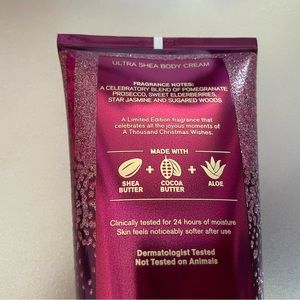 ULTRA SHEA BODY CREAM
FRAGRANCE NOTES:
A CELEBRATORY BLEND OF POMEGRANATE
PROSECCO, SWEET ELDERBERRIES,
STAR JASMINE AND SUGARED WOODS
A Limited Edition fragrance that
celebrates all the joyous moments of
A Thousand Christmas Wishes.
MADE WITH
SHEA BUTTER + COCOA BUTTER + ALOE
Clinically tested for 24 hours of moisture
Skin feels noticeably softer after use
Dermatologist Tested
Not Tested on Animals